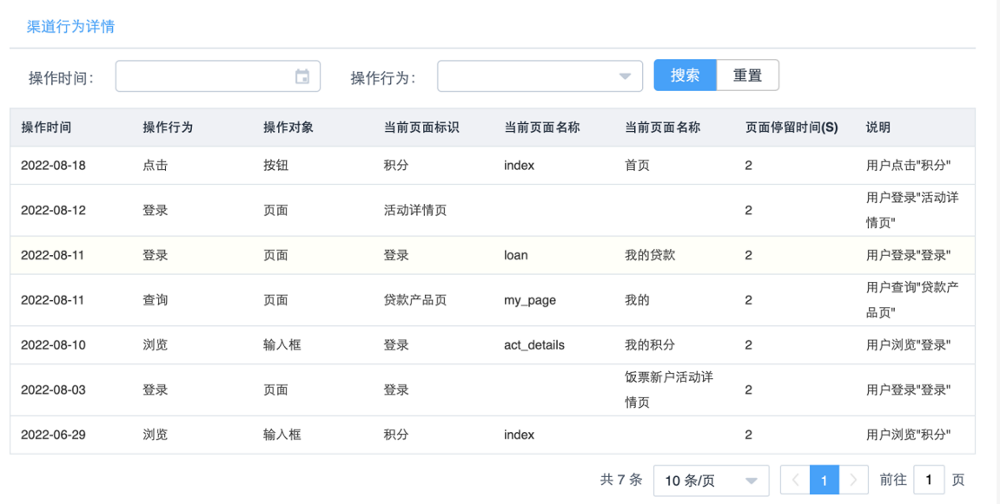 渠道行为详情
操作时间： 操作行为： 搜索 重置
操作时间 操作行为 操作对象 当前页面标识 当前页面名称 当前页面名称 页面停留时间(S) 说明
2022-08-18 点击 按钮 积分 index 首页 2 用户点击"积分"
2022-08-12 登录 页面 活动详情页 2 用户登录"活动详
情页"
2022-08-11 登录 页面 登录 loan 我的贷款 2 用户登录"登录"
2022-08-11 查询 页面 贷款产品页 my_page 我的 2 用户查询"贷款产
品页"
2022-08-10 浏览 输入框 登录 act_details 我的积分 2 用户浏览"登录"
2022-08-03 登录 页面 登录 饭票新户活动详 2 用户登录"登录"
情页
2022-06-29 浏览 输入框 积分 index 2 用户浏览"积分"
共 7 条 10 条/页 1 前往 1 页